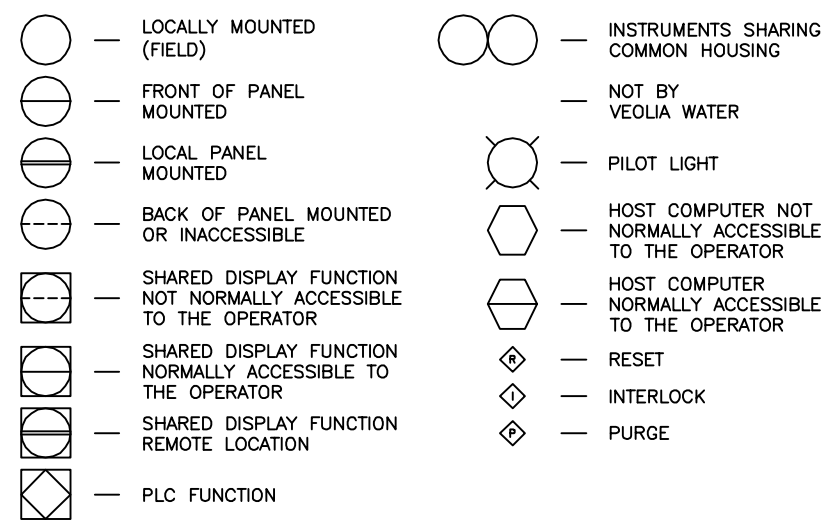 LOCALLY MOUNTED
(FIELD)
FRONT OF PANEL
MOUNTED
LOCAL PANEL
MOUNTED
BACK OF PANEL MOUNTED
OR INACCESSIBLE
SHARED DISPLAY FUNCTION
NOT NORMALLY ACCESSIBLE
TO THE OPERATOR
SHARED DISPLAY FUNCTION
NORMALLY ACCESSIBLE TO
THE OPERATOR
SHARED DISPLAY FUNCTION
REMOTE LOCATION
PLC FUNCTION
INSTRUMENTS SHARING
COMMON HOUSING
NOT BY
VEOLIA WATER
PILOT LIGHT
HOST COMPUTER NOT
NORMALLY ACCESSIBLE
TO THE OPERATOR
HOST COMPUTER
NORMALLY ACCESSIBLE
TO THE OPERATOR
R
RESET
I
INTERLOCK
P
PURGE